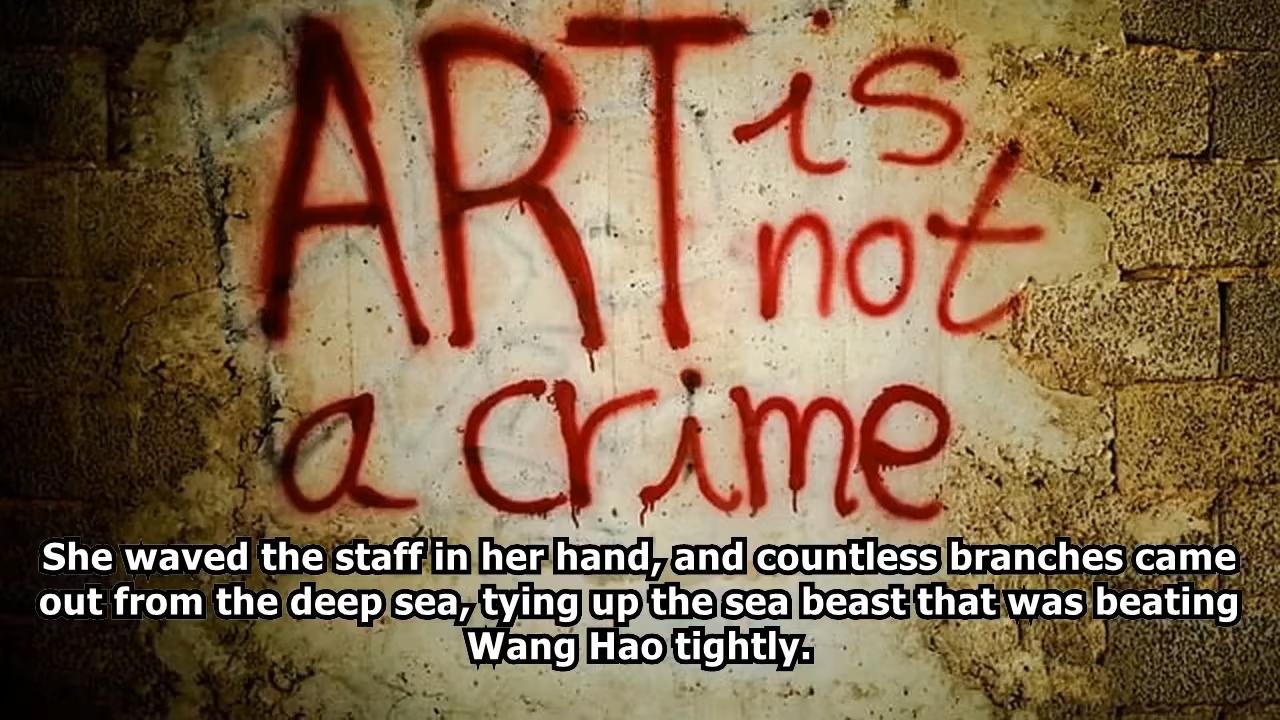 ART is
not
a crime
She waved the staff in her hand, and countless branches came
out from the deep sea, tying up the sea beast that was beating
Wang Hao tightly.